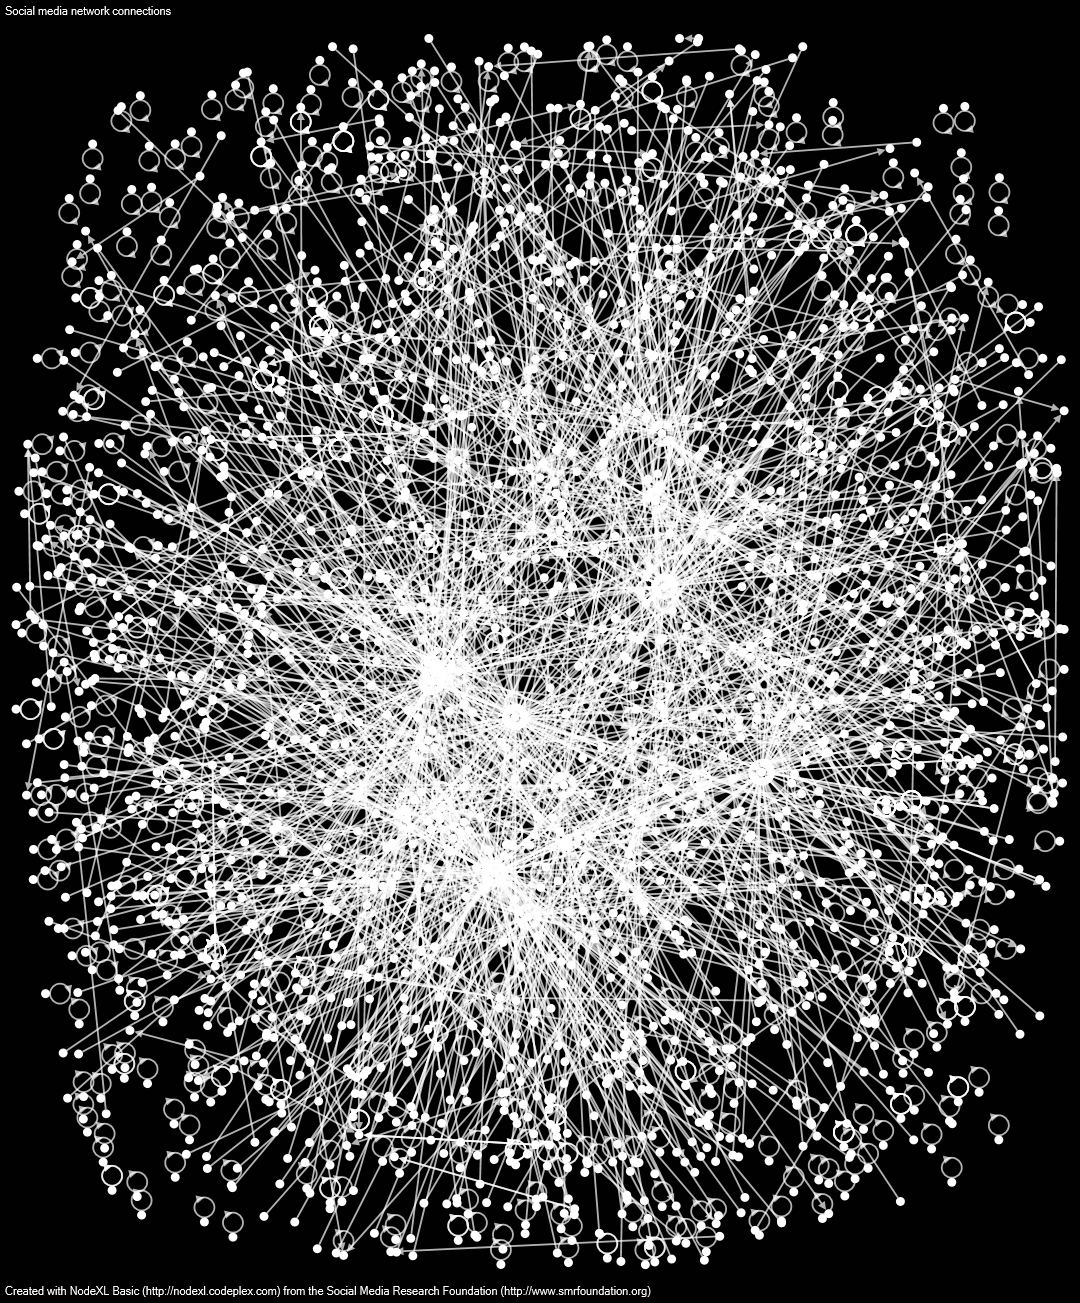 Social media network connections
Created with NodeXL Basic (http://nodexl.codeplex.com) from the Social Media Research Foundation (http://www.smrfoundation.org)